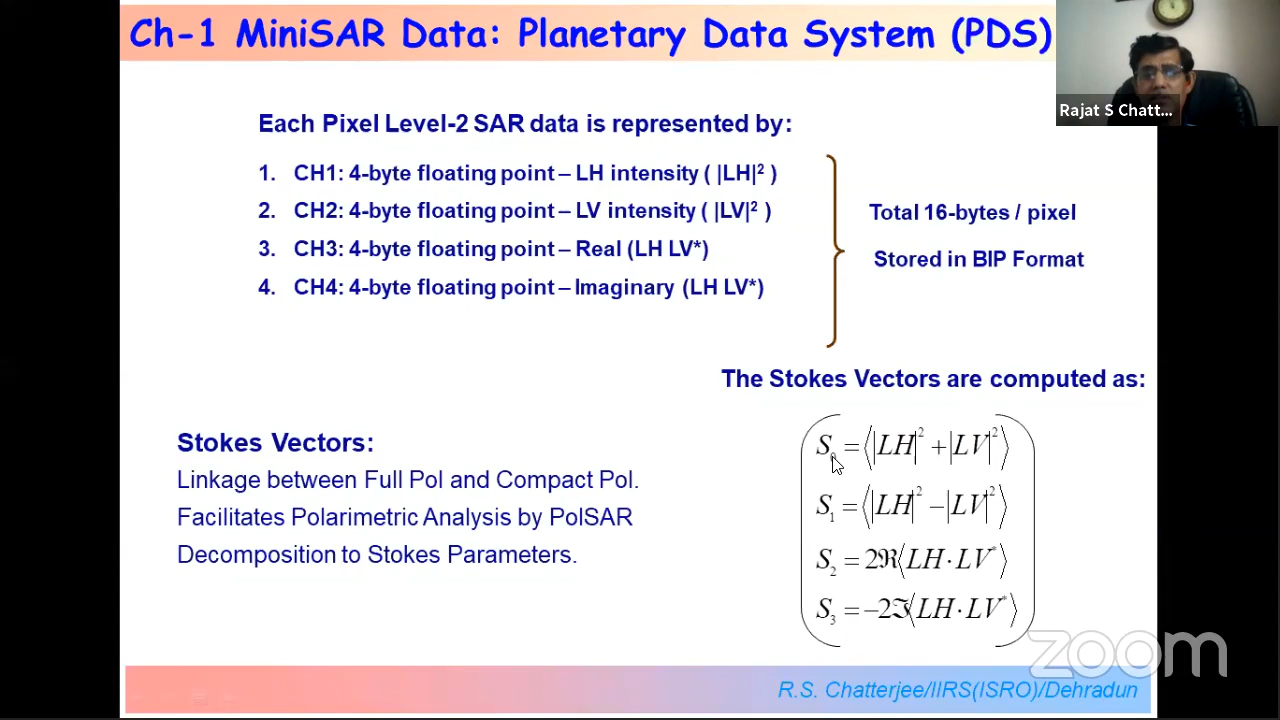 Ch-1 MiniSAR Data: Planetary Data System (PDS)
Rajat S Chatt...
Each Pixel Level-2 SAR data is represented by:
1. CH1: 4-byte floating point – LH intensity ( |LH|² )
2. CH2: 4-byte floating point – LV intensity ( |LV|² )
3. CH3: 4-byte floating point – Real (LH LV*)
4. CH4: 4-byte floating point – Imaginary (LH LV*)
Total 16-bytes / pixel
Stored in BIP Format
The Stokes Vectors are computed as:
S₀ = ⟨|LH|² + |LV|²⟩
S₁ = ⟨|LH|² − |LV|²⟩
S₂ = 2ℜ⟨LH · LV*⟩
S₃ = −2ℑ⟨LH · LV*⟩
Stokes Vectors:
Linkage between Full Pol and Compact Pol.
Facilitates Polarimetric Analysis by PolSAR
Decomposition to Stokes Parameters.
zoom
R.S. Chatterjee/IIRS(ISRO)/Dehradun